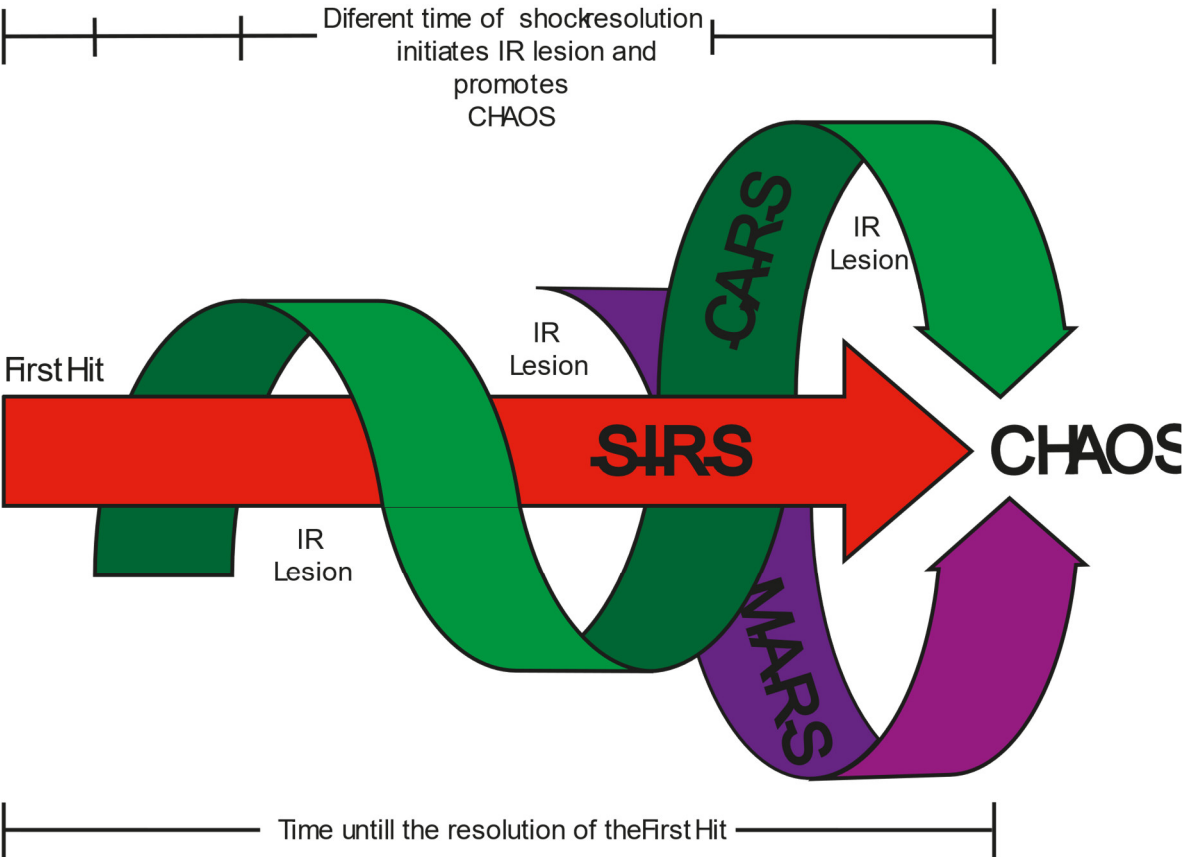 Diferent time of shockresolution
initiates IR lesion and
promotes
CHAOS
CARS
IR
Lesion
IR
Lesion
First Hit
SIRS
CHAOS
IR
Lesion
MARS
Time untill the resolution of theFirst Hit